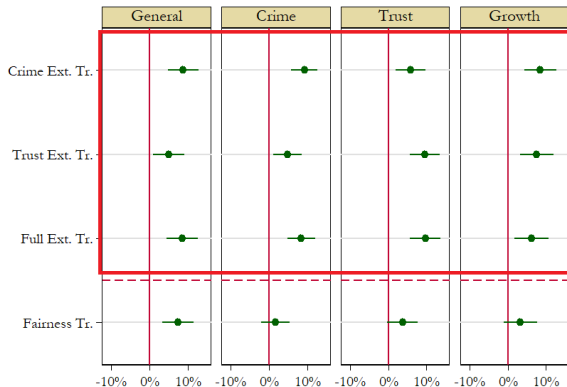 General Crime Trust Growth
Crime Ext. Tr.
Trust Ext. Tr.
Full Ext. Tr.
Fairness Tr.
-10% 0% 10% -10% 0% 10% -10% 0% 10% -10% 0% 10%